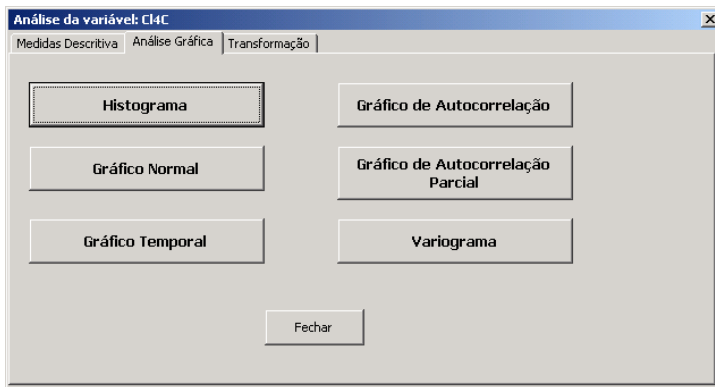 Análise da variável: Cl4C
Medidas Descritiva
Análise Gráfica
Transformação
Histograma
Gráfico de Autocorrelação
Gráfico Normal
Gráfico de Autocorrelação
Parcial
Gráfico Temporal
Variograma
Fechar